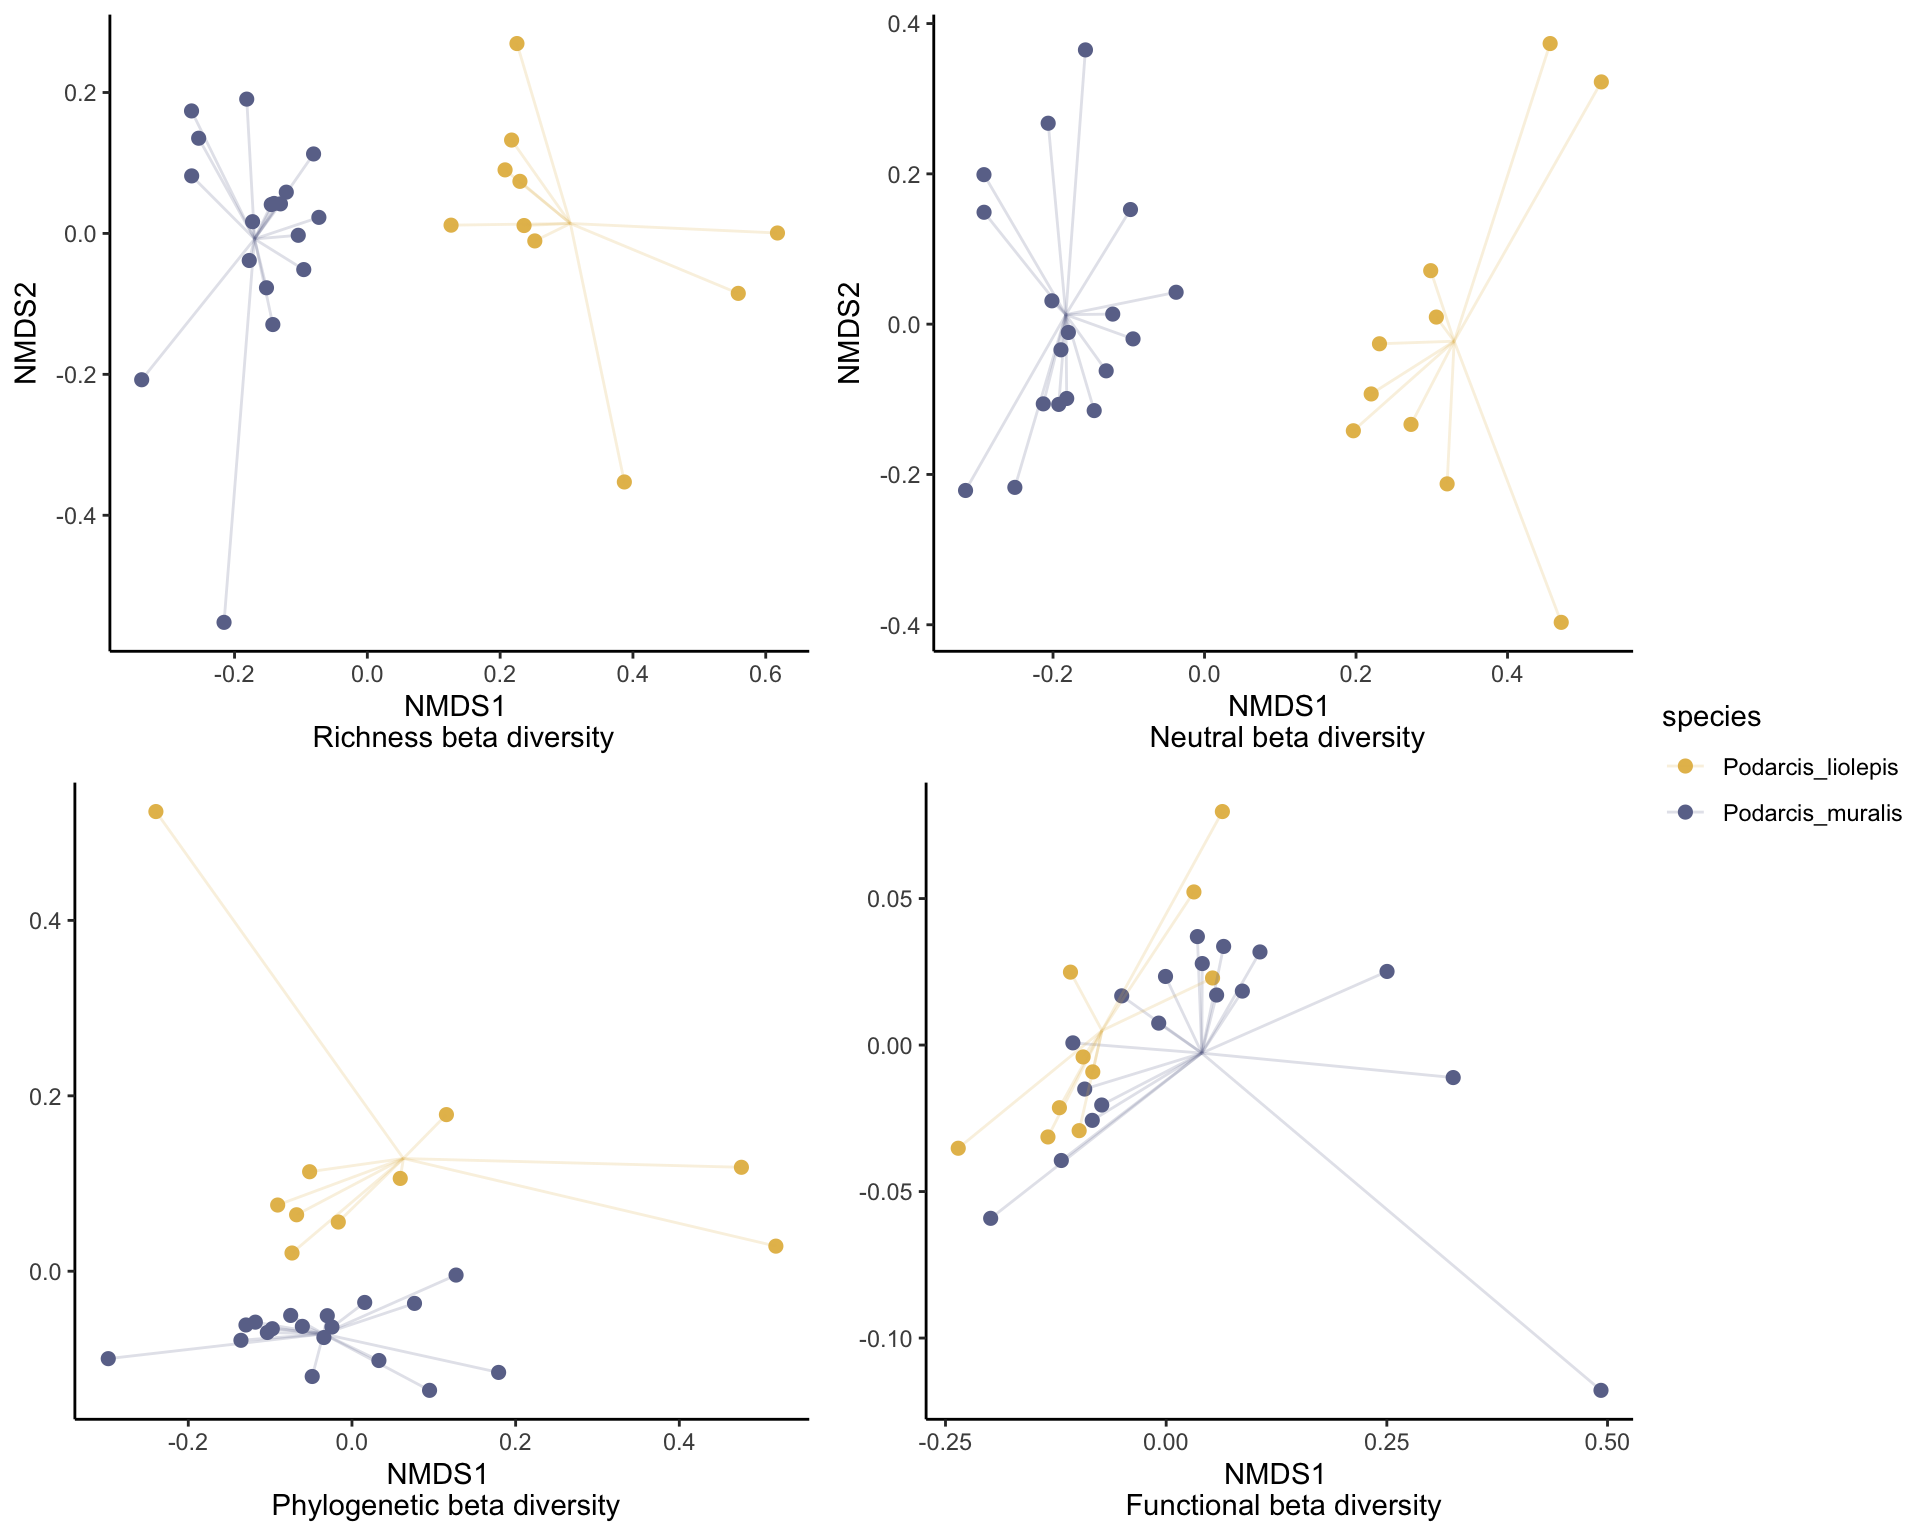 0.2
0.0
-0.2
-0.4
NMDS2
-0.2
0.0
0.2
0.4
0.6
NMDS1
Richness beta diversity
0.4
0.2
0.0
-0.2
-0.4
NMDS2
-0.2
0.0
0.2
0.4
NMDS1
Neutral beta diversity
species
Podarcis_liolepis
Podarcis_muralis
0.4
0.2
0.0
-0.2
0.0
0.2
0.4
NMDS1
Phylogenetic beta diversity
0.05
0.00
-0.05
-0.10
-0.25
0.00
0.25
0.50
NMDS1
Functional beta diversity